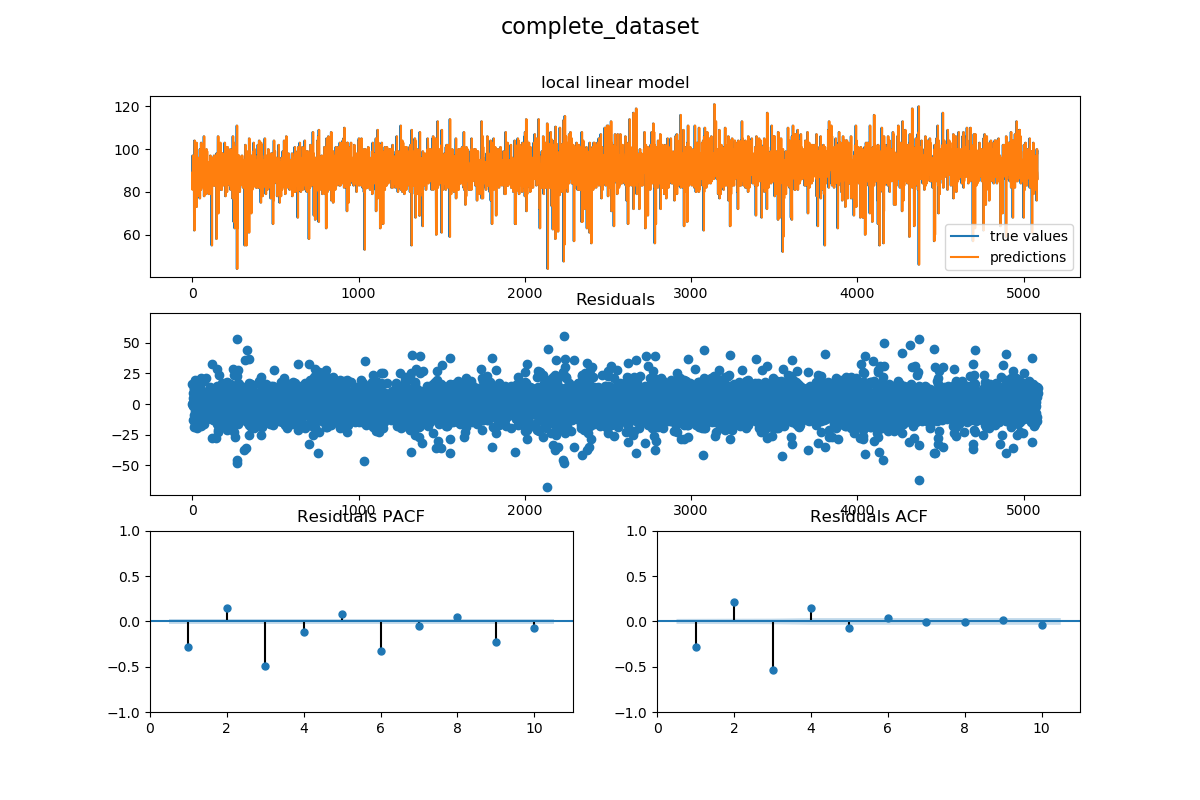 complete_dataset
local linear model
120
100
80
60
true values
predictions
0 1000 2000 3000 4000 5000
Residuals
50
25
0
−25
−50
0 1000 2000 3000 4000 5000
Residuals PACF
1.0
0.5
0.0
−0.5
−1.0
0 2 4 6 8 10
Residuals ACF
1.0
0.5
0.0
−0.5
−1.0
0 2 4 6 8 10